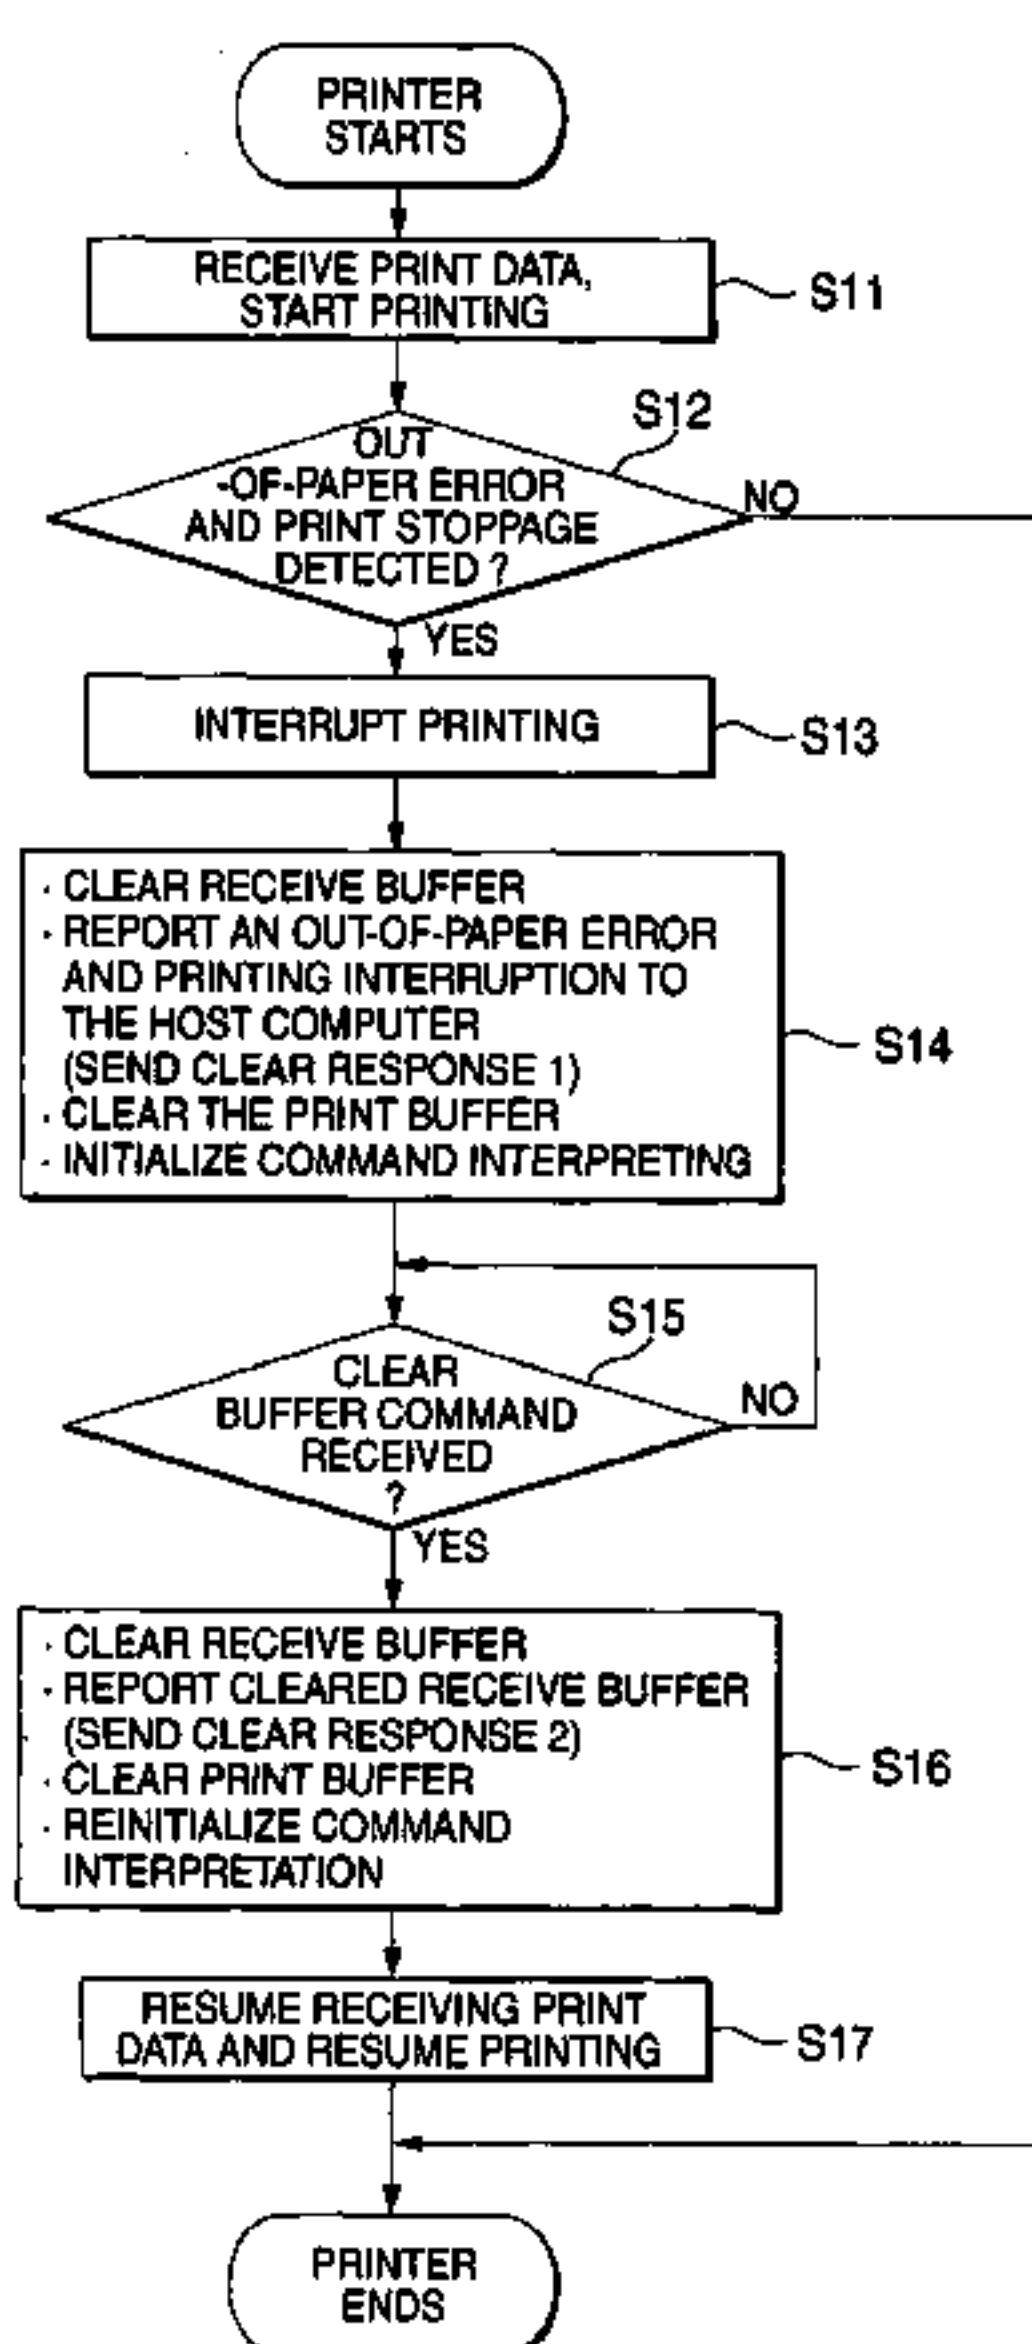 PRINTER
STARTS
RECEIVE PRINT DATA,
START PRINTING
S11
S12
OUT
-OF-PAPER ERROR
AND PRINT STOPPAGE
DETECTED ?
NO
YES
INTERRUPT PRINTING
S13
· CLEAR RECEIVE BUFFER
· REPORT AN OUT-OF-PAPER ERROR
AND PRINTING INTERRUPTION TO
THE HOST COMPUTER
(SEND CLEAR RESPONSE 1)
· CLEAR THE PRINT BUFFER
· INITIALIZE COMMAND INTERPRETING
S14
S15
CLEAR
BUFFER COMMAND
RECEIVED
?
NO
YES
· CLEAR RECEIVE BUFFER
· REPORT CLEARED RECEIVE BUFFER
(SEND CLEAR RESPONSE 2)
· CLEAR PRINT BUFFER
· REINITIALIZE COMMAND
INTERPRETATION
S16
RESUME RECEIVING PRINT
DATA AND RESUME PRINTING
S17
PRINTER
ENDS